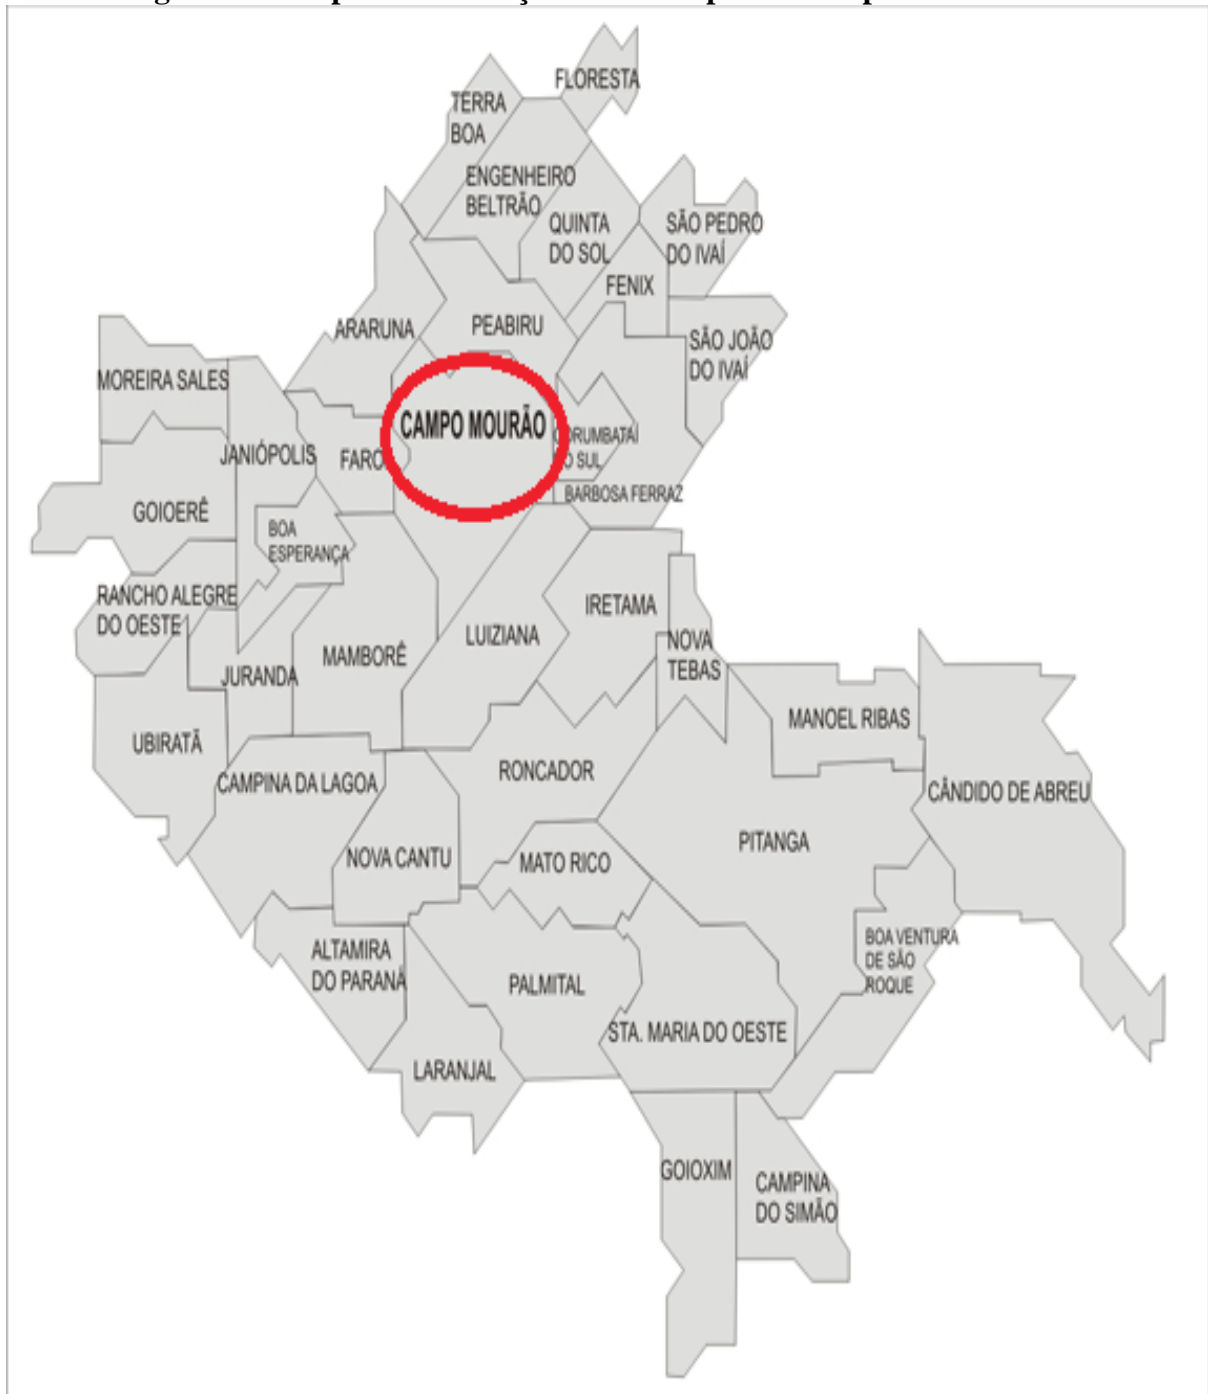 FLORESTA
TERRA
BOA
ENGENHEIRO
BELTRÃO
QUINTA
DO SOL
SÃO PEDRO
DO IVAÍ
FENIX
ARARUNA
PEABIRU
SÃO JOÃO
DO IVAÍ
MOREIRA SALES
CAMPO MOURÃO
JANIÓPOLIS
FARO
CORUMBATAÍ
DO SUL
BARBOSA FERRAZ
GOIOERÊ
BOA
ESPERANÇA
RANCHO ALEGRE
DO OESTE
IRETAMA
LUIZIANA
NOVA
TEBAS
MAMBORÊ
JURANDA
MANOEL RIBAS
UBIRATÃ
RONCADOR
CAMPINA DA LAGOA
CÂNDIDO DE ABREU
PITANGA
NOVA CANTU
MATO RICO
BOA VENTURA
DE SÃO
ROQUE
ALTAMIRA
DO PARANÁ
PALMITAL
STA. MARIA DO OESTE
LARANJAL
GOIOXIM
CAMPINA
DO SIMÃO